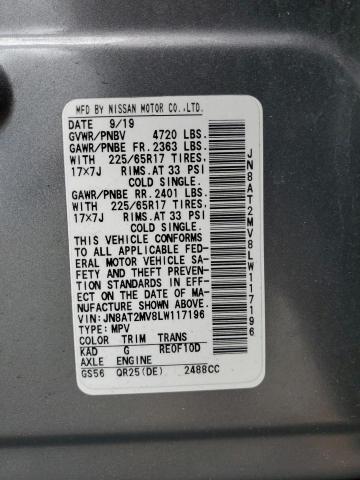 MFD BY NISSAN MOTOR CO.,LTD.
DATE 9/19
GVWR/PNBV 4720 LBS.
GAWR/PNBE FR. 2363 LBS.
WITH 225/65R17 TIRES,
17×7J RIMS. AT 33 PSI
COLD SINGLE.
GAWR/PNBE RR. 2401 LBS.
WITH 225/65R17 TIRES,
17×7J RIMS. AT 33 PSI
COLD SINGLE.
THIS VEHICLE CONFORMS
TO ALL APPLICABLE FED-
ERAL MOTOR VEHICLE SA-
FETY AND THEFT PREVENTION
STANDARDS IN EFFECT
ON THE DATE OF MA-
NUFACTURE SHOWN ABOVE.
VIN: JN8AT2MV8LW117196
TYPE: MPV
COLOR TRIM TRANS
KAD G RE0F10D
AXLE ENGINE
GS56 QR25(DE) 2488CC
JN8AT2MV8LW117196